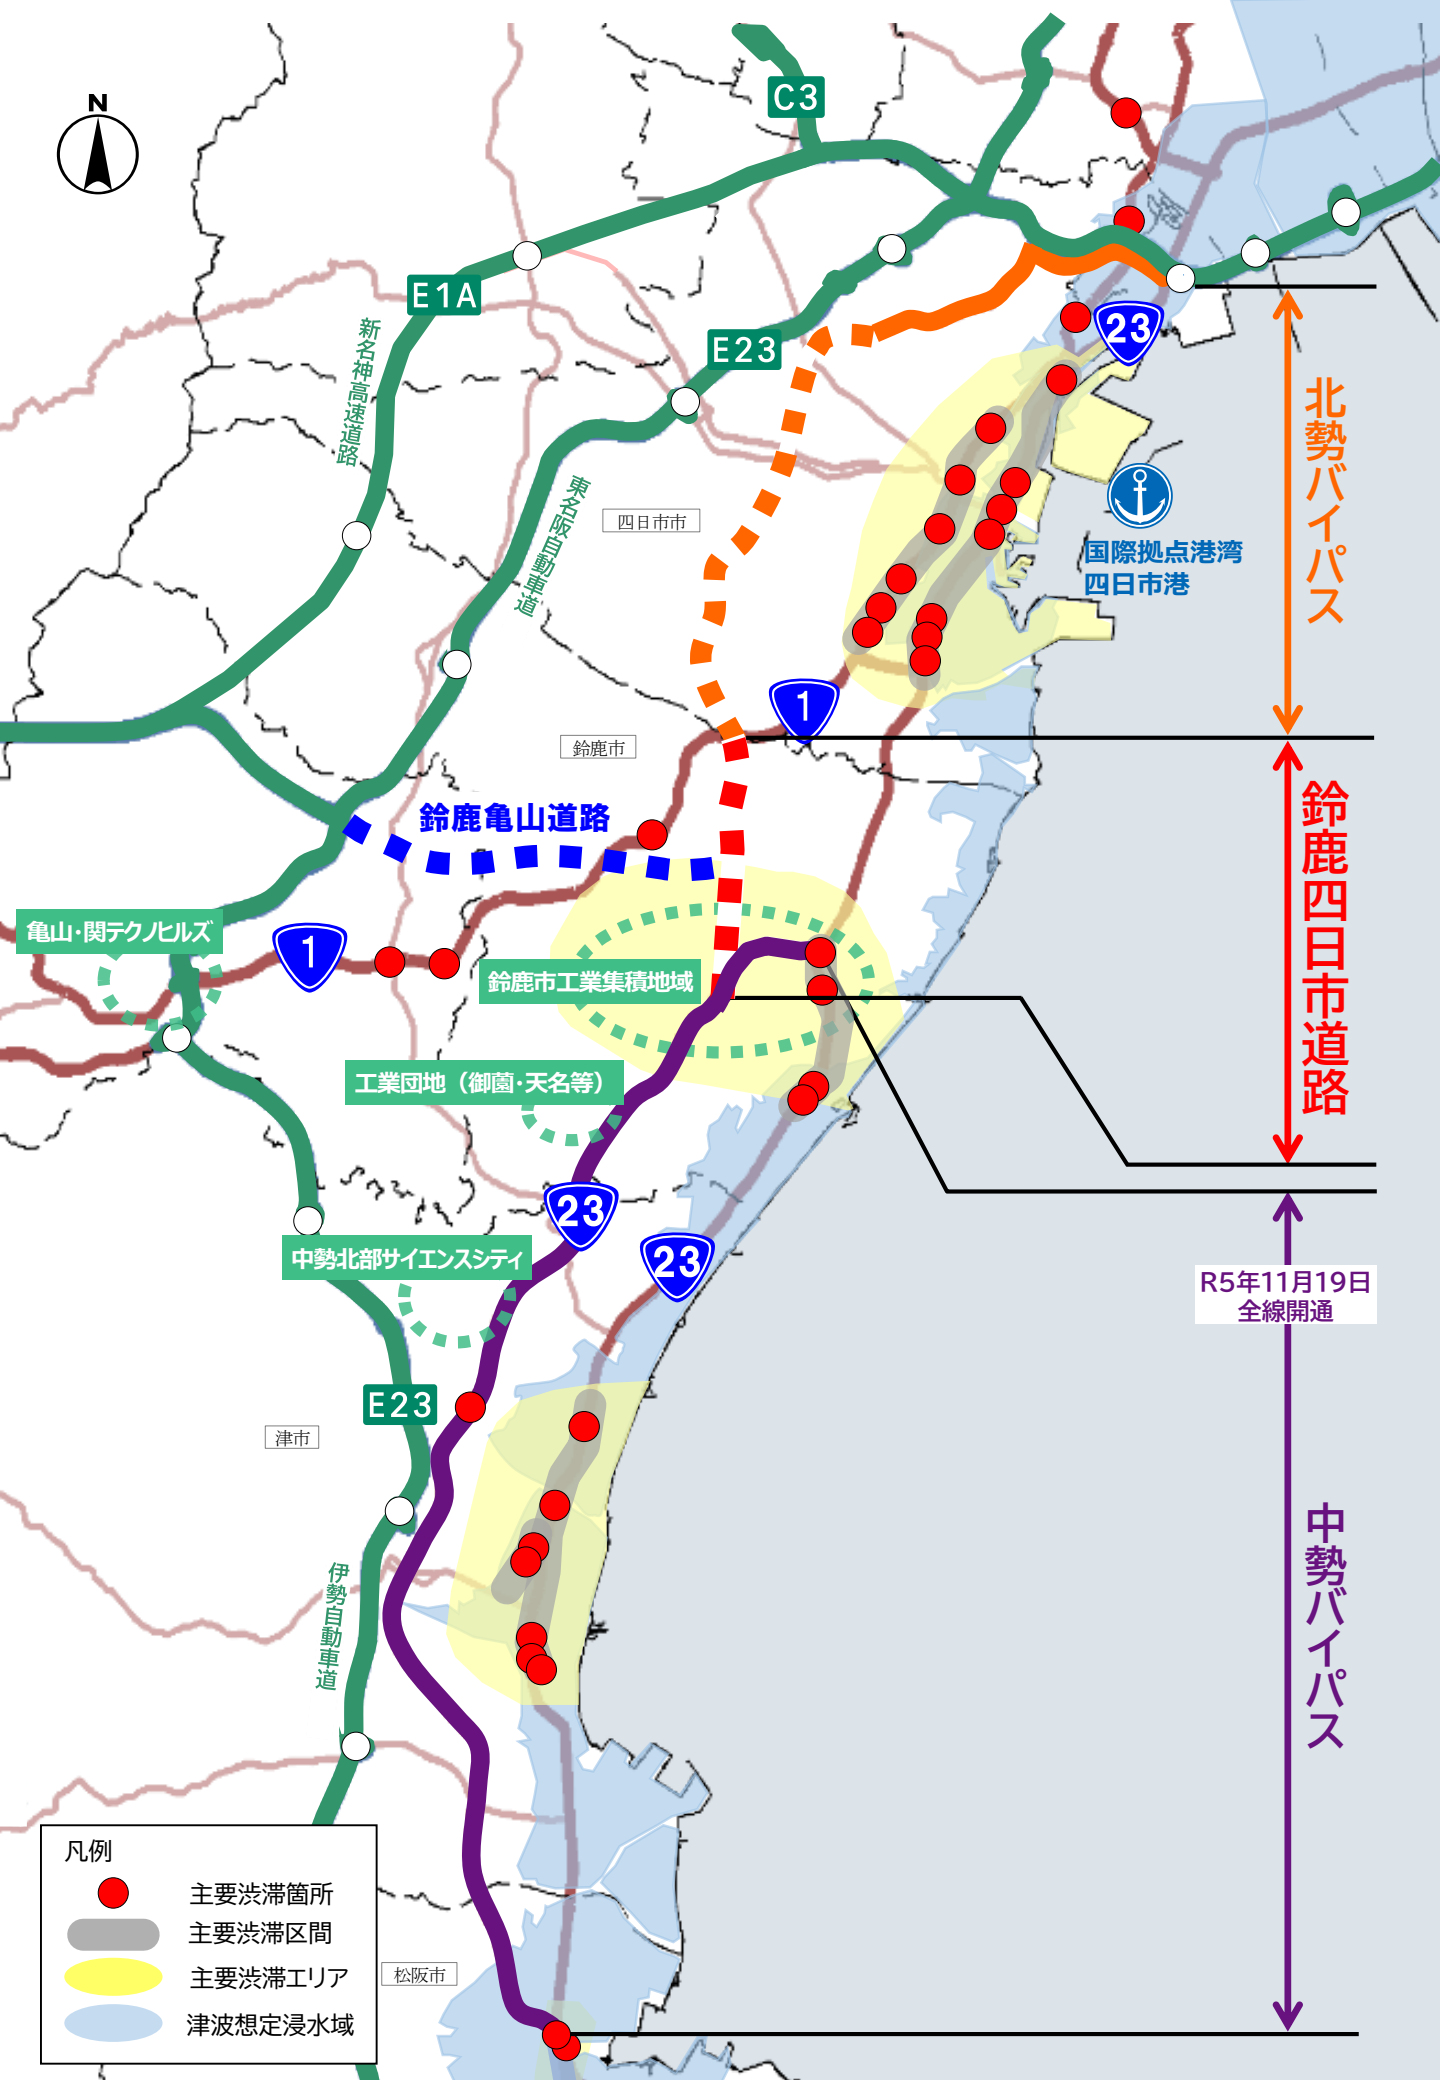 N
C3
E1A
新名神高速道路
E23
23
北勢バイパス
東名阪自動車道
四日市市
国際拠点港湾
四日市港
1
鈴鹿市
鈴鹿亀山道路
鈴鹿四日市道路
亀山・関テクノヒルズ
1
鈴鹿市工業集積地域
工業団地（御薗・天名等）
23
中勢北部サイエンスシティ
23
R5年11月19日
全線開通
E23
津市
中勢バイパス
伊勢自動車道
凡例
主要渋滞箇所
主要渋滞区間
主要渋滞エリア
津波想定浸水域
松阪市